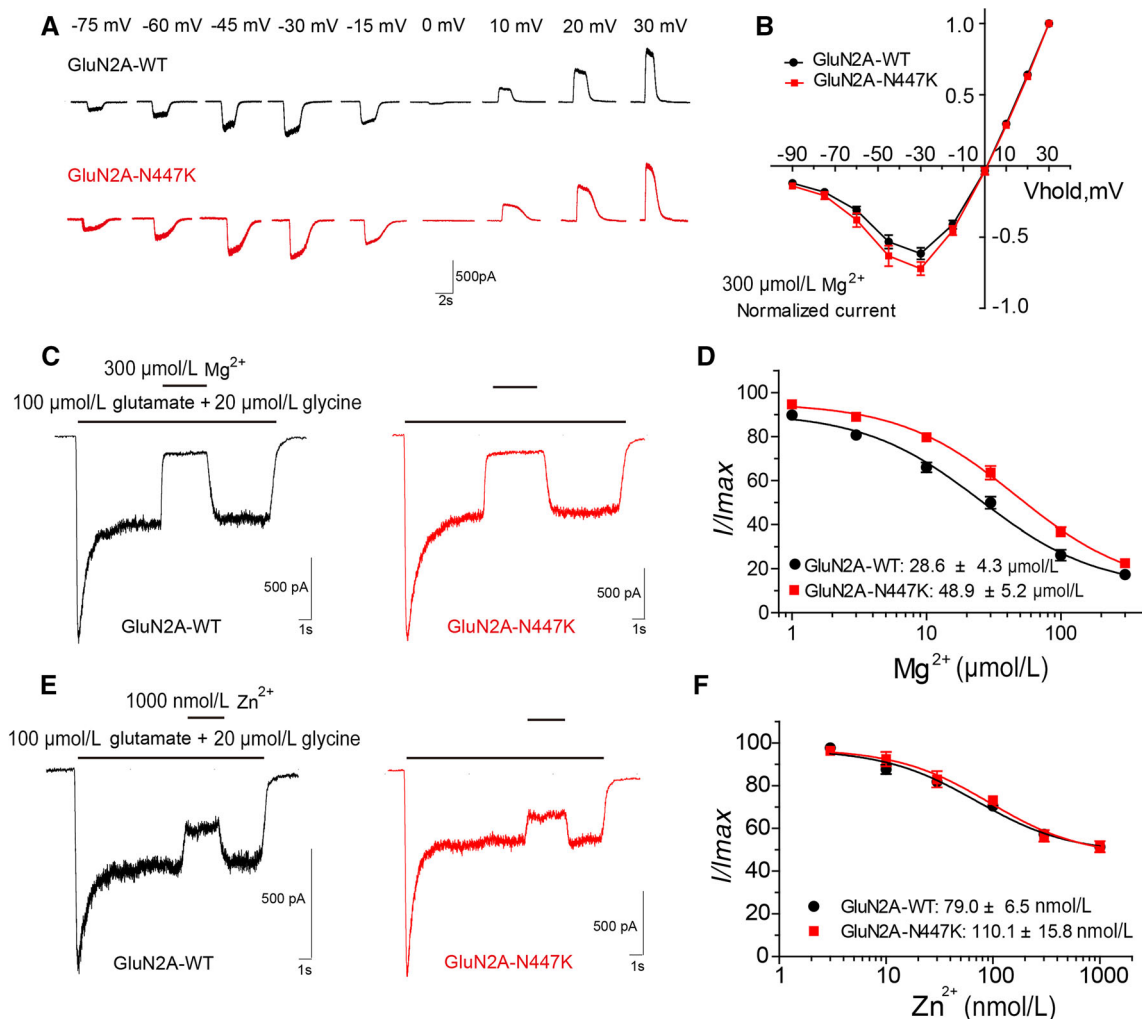 A
-75 mV -60 mV -45 mV -30 mV -15 mV 0 mV 10 mV 20 mV 30 mV
GluN2A-WT
GluN2A-N447K
500pA
2s
B
GluN2A-WT
GluN2A-N447K
1.0
0.5
-90 -70 -50 -30 -10 10 30
Vhold,mV
-0.5
-1.0
300 µmol/L Mg²⁺
Normalized current
C
300 µmol/L Mg²⁺
100 µmol/L glutamate + 20 µmol/L glycine
500 pA
1s
GluN2A-WT
500 pA
1s
GluN2A-N447K
D
I/Imax
100
80
60
40
20
0
GluN2A-WT: 28.6 ± 4.3 µmol/L
GluN2A-N447K: 48.9 ± 5.2 µmol/L
1 10 100
Mg²⁺ (µmol/L)
E
1000 nmol/L Zn²⁺
100 µmol/L glutamate + 20 µmol/L glycine
500 pA
1s
GluN2A-WT
500 pA
1s
GluN2A-N447K
F
I/Imax
100
80
60
40
20
0
GluN2A-WT: 79.0 ± 6.5 nmol/L
GluN2A-N447K: 110.1 ± 15.8 nmol/L
1 10 100 1000
Zn²⁺ (nmol/L)